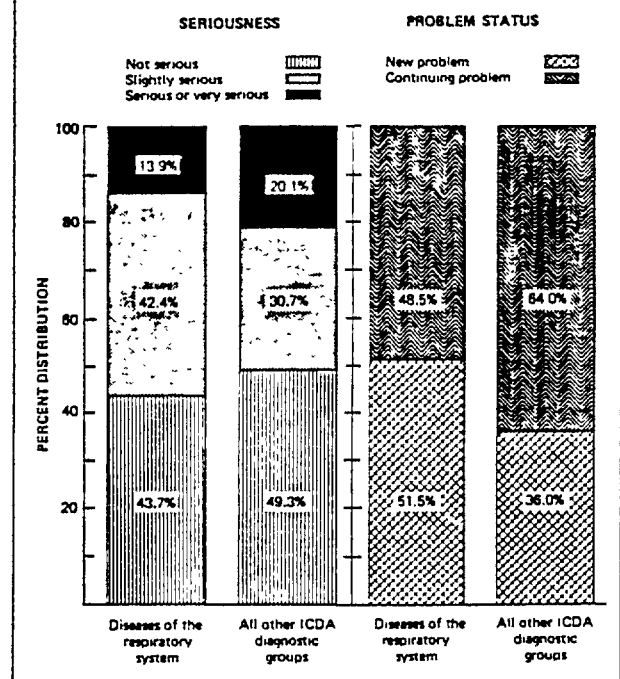 SERIOUSNESS
Not serious
Slightly serious
Serious or very serious
PROBLEM STATUS
New problem
Continuing problem
PERCENT DISTRIBUTION
100
80
60
40
20
13.9%
42.4%
43.7%
20.1%
30.7%
49.3%
48.5%
51.5%
64.0%
36.0%
Diseases of the
respiratory
system
All other ICDA
diagnostic
groups
Diseases of the
respiratory
system
All other ICDA
diagnostic
groups